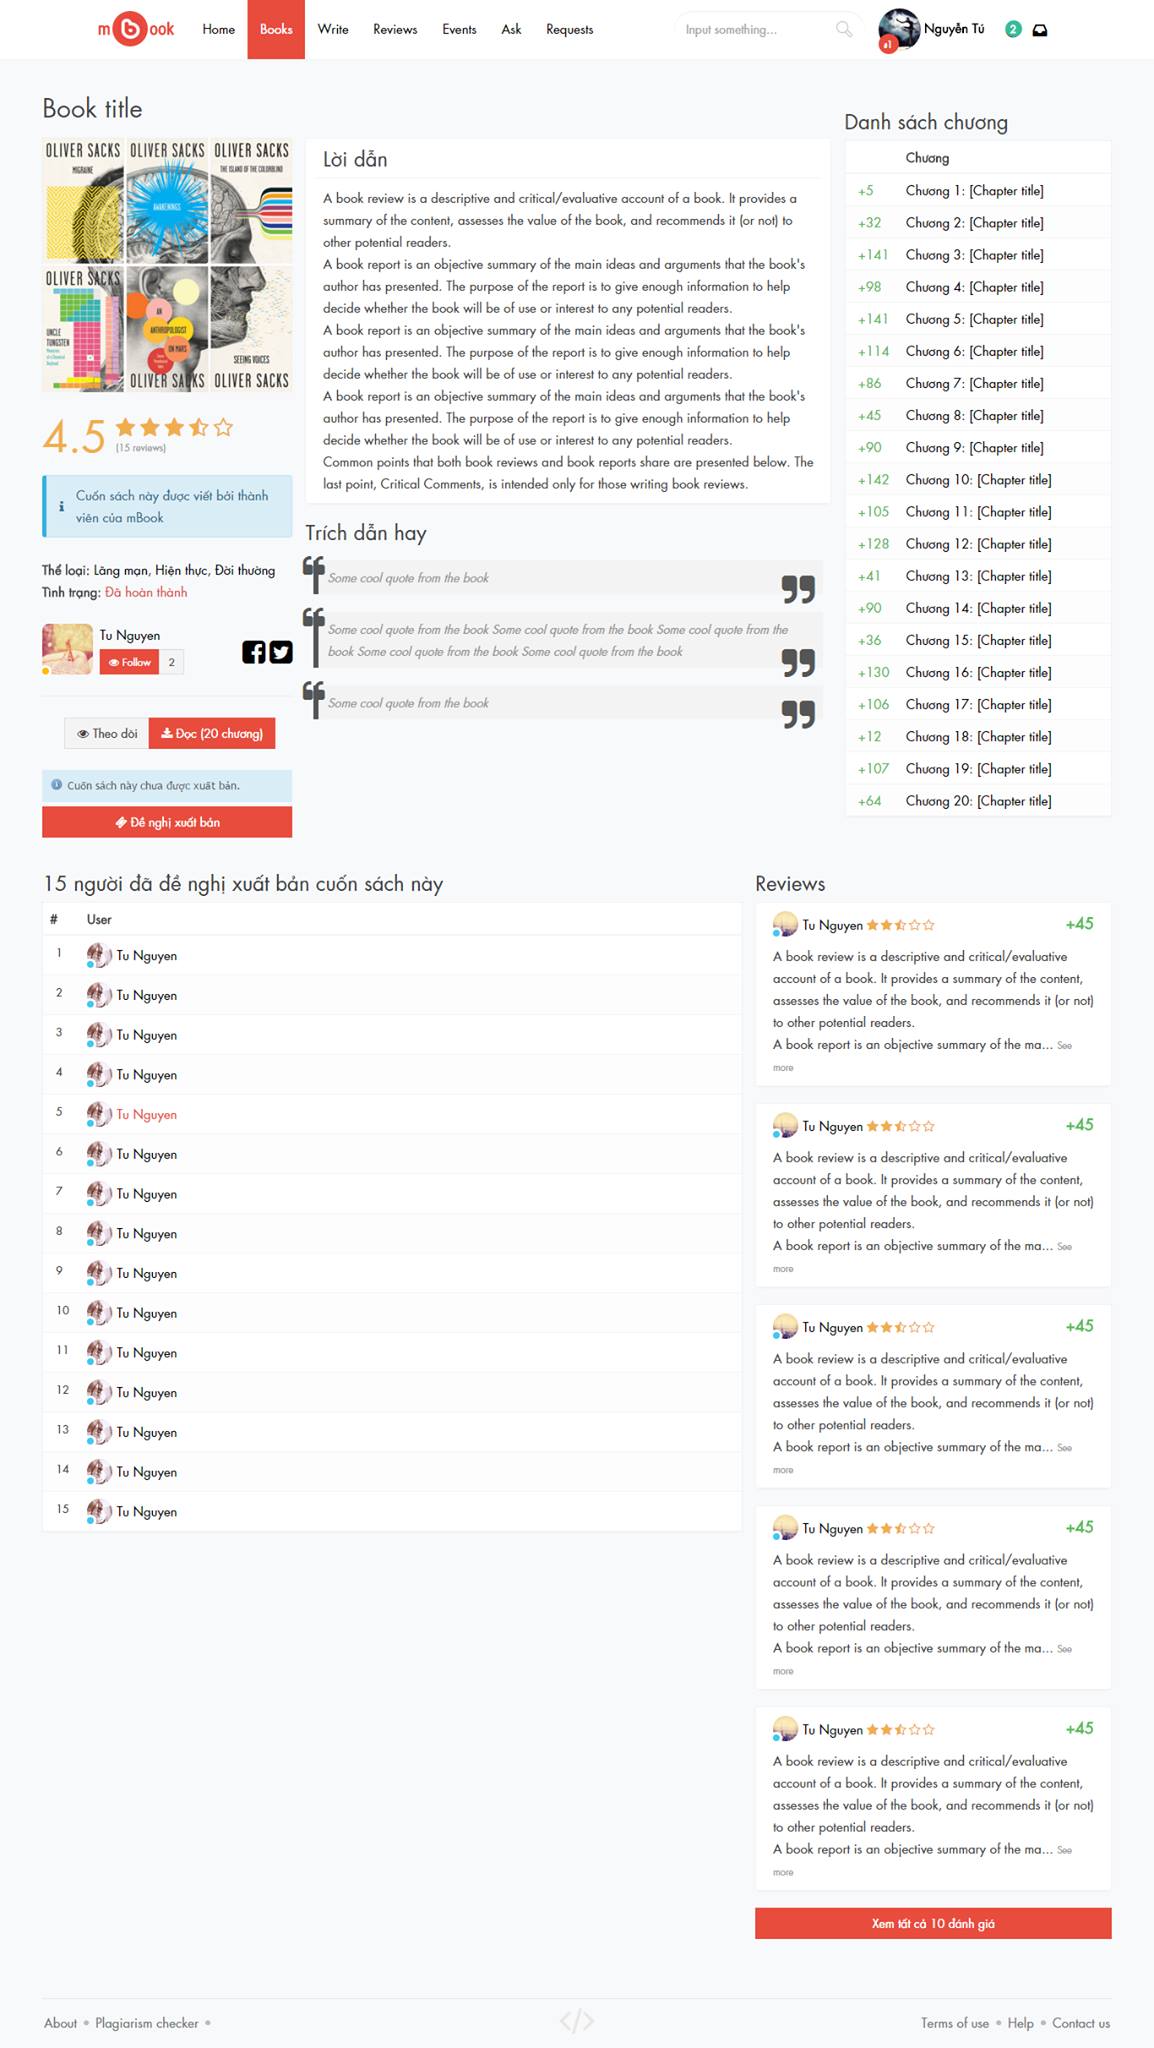 mbook Home Books Write Reviews Events Ask Requests Input something... #1 Nguyễn Tú 2
Book title
OLIVER SACKS OLIVER SACKS OLIVER SACKS
MIGRAINE
THE ISLAND OF THE COLORBLIND
AWAKENINGS
OLIVER SACKS
UNCLE TUNGSTEN
AN ANTHROPOLOGIST ON MARS
SEEING VOICES
OLIVER SACKS OLIVER SACKS
4.5
(15 reviews)
Cuốn sách này được viết bởi thành
viên của mBook
Thể loại: Lãng mạn, Hiện thực, Đời thường
Tình trạng: Đã hoàn thành
Tu Nguyen
Follow 2
Theo dõi Đọc (20 chương)
Cuốn sách này chưa được xuất bản.
Đề nghị xuất bản
Lời dẫn
A book review is a descriptive and critical/evaluative account of a book. It provides a
summary of the content, assesses the value of the book, and recommends it (or not) to
other potential readers.
A book report is an objective summary of the main ideas and arguments that the book's
author has presented. The purpose of the report is to give enough information to help
decide whether the book will be of use or interest to any potential readers.
A book report is an objective summary of the main ideas and arguments that the book's
author has presented. The purpose of the report is to give enough information to help
decide whether the book will be of use or interest to any potential readers.
A book report is an objective summary of the main ideas and arguments that the book's
author has presented. The purpose of the report is to give enough information to help
decide whether the book will be of use or interest to any potential readers.
Common points that both book reviews and book reports share are presented below. The
last point, Critical Comments, is intended only for those writing book reviews.
Trích dẫn hay
Some cool quote from the book
Some cool quote from the book Some cool quote from the book Some cool quote from the
book Some cool quote from the book Some cool quote from the book
Some cool quote from the book
Danh sách chương
Chương
+5 Chương 1: [Chapter title]
+32 Chương 2: [Chapter title]
+141 Chương 3: [Chapter title]
+98 Chương 4: [Chapter title]
+141 Chương 5: [Chapter title]
+114 Chương 6: [Chapter title]
+86 Chương 7: [Chapter title]
+45 Chương 8: [Chapter title]
+90 Chương 9: [Chapter title]
+142 Chương 10: [Chapter title]
+105 Chương 11: [Chapter title]
+128 Chương 12: [Chapter title]
+41 Chương 13: [Chapter title]
+90 Chương 14: [Chapter title]
+36 Chương 15: [Chapter title]
+130 Chương 16: [Chapter title]
+106 Chương 17: [Chapter title]
+12 Chương 18: [Chapter title]
+107 Chương 19: [Chapter title]
+64 Chương 20: [Chapter title]
15 người đã đề nghị xuất bản cuốn sách này
# User
1 Tu Nguyen
2 Tu Nguyen
3 Tu Nguyen
4 Tu Nguyen
5 Tu Nguyen
6 Tu Nguyen
7 Tu Nguyen
8 Tu Nguyen
9 Tu Nguyen
10 Tu Nguyen
11 Tu Nguyen
12 Tu Nguyen
13 Tu Nguyen
14 Tu Nguyen
15 Tu Nguyen
Reviews
Tu Nguyen +45
A book review is a descriptive and critical/evaluative
account of a book. It provides a summary of the content,
assesses the value of the book, and recommends it (or not)
to other potential readers.
A book report is an objective summary of the ma... See
more
Tu Nguyen +45
A book review is a descriptive and critical/evaluative
account of a book. It provides a summary of the content,
assesses the value of the book, and recommends it (or not)
to other potential readers.
A book report is an objective summary of the ma... See
more
Tu Nguyen +45
A book review is a descriptive and critical/evaluative
account of a book. It provides a summary of the content,
assesses the value of the book, and recommends it (or not)
to other potential readers.
A book report is an objective summary of the ma... See
more
Tu Nguyen +45
A book review is a descriptive and critical/evaluative
account of a book. It provides a summary of the content,
assesses the value of the book, and recommends it (or not)
to other potential readers.
A book report is an objective summary of the ma... See
more
Tu Nguyen +45
A book review is a descriptive and critical/evaluative
account of a book. It provides a summary of the content,
assesses the value of the book, and recommends it (or not)
to other potential readers.
A book report is an objective summary of the ma... See
more
Xem tất cả 10 đánh giá
About • Plagiarism checker • </> Terms of use • Help • Contact us